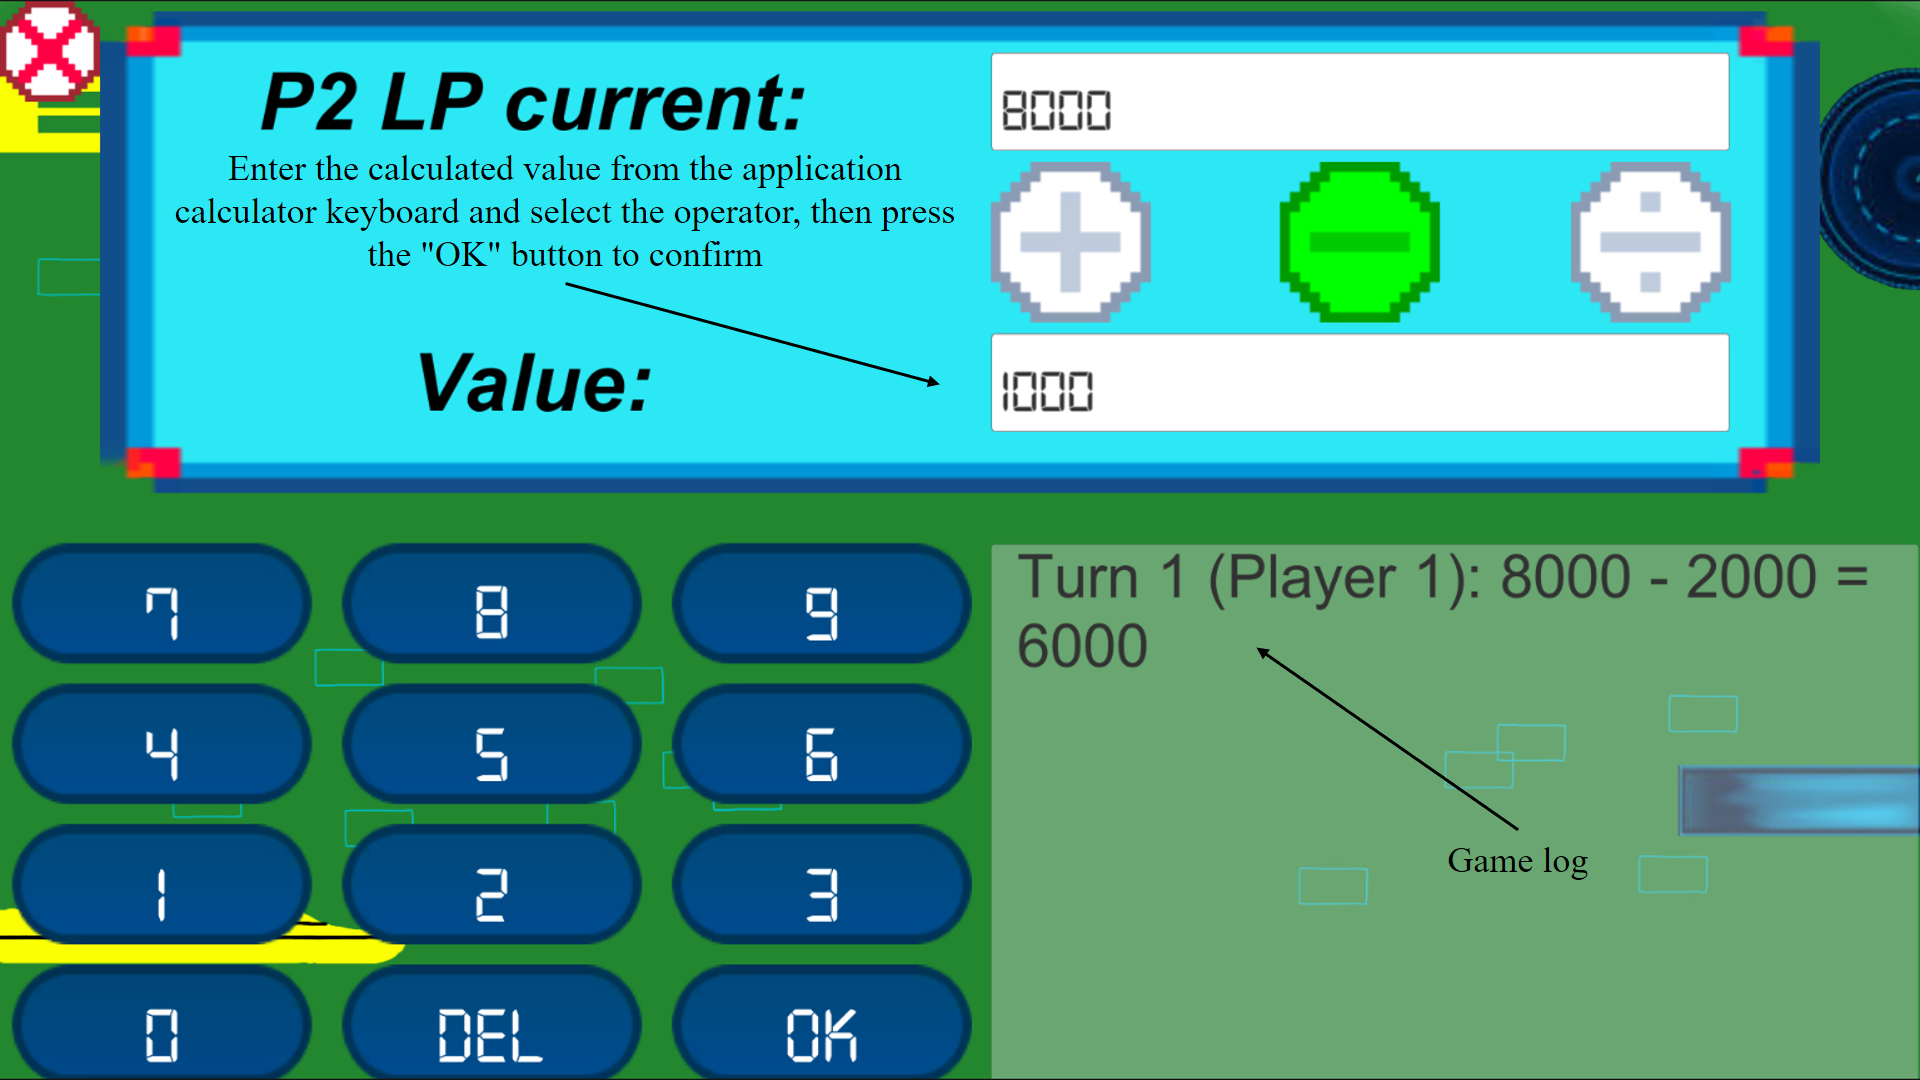 P2 LP current:
8000
Enter the calculated value from the application
calculator keyboard and select the operator, then press
the "OK" button to confirm
Value:
1000
7 8 9
4 5 6
1 2 3
0 DEL OK
Turn 1 (Player 1): 8000 - 2000 =
6000
Game log